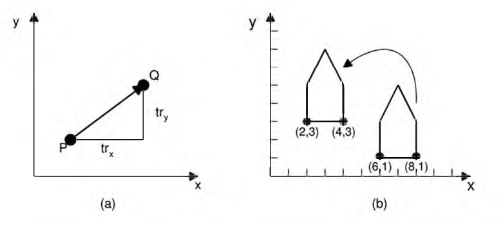 y
Q
tr_y
P
tr_x
x
(a)
y
(2,3) (4,3)
(6,1) (8,1)
x
(b)